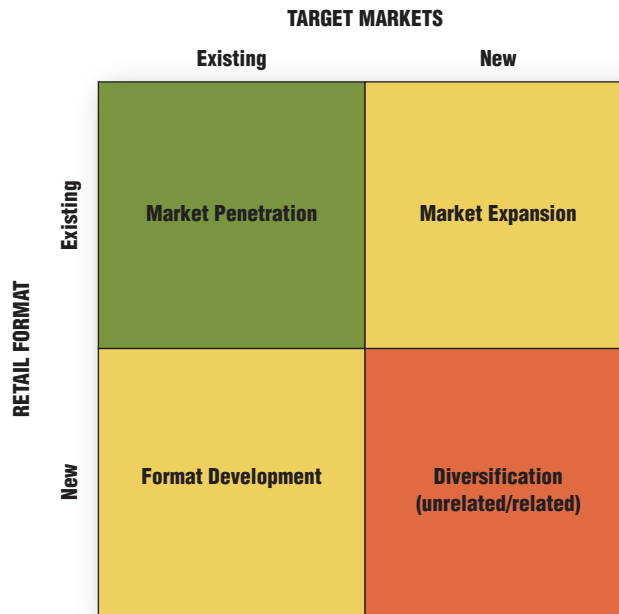 TARGET MARKETS
Existing
New
RETAIL FORMAT
Existing
Market Penetration
Market Expansion
New
Format Development
Diversification
(unrelated/related)